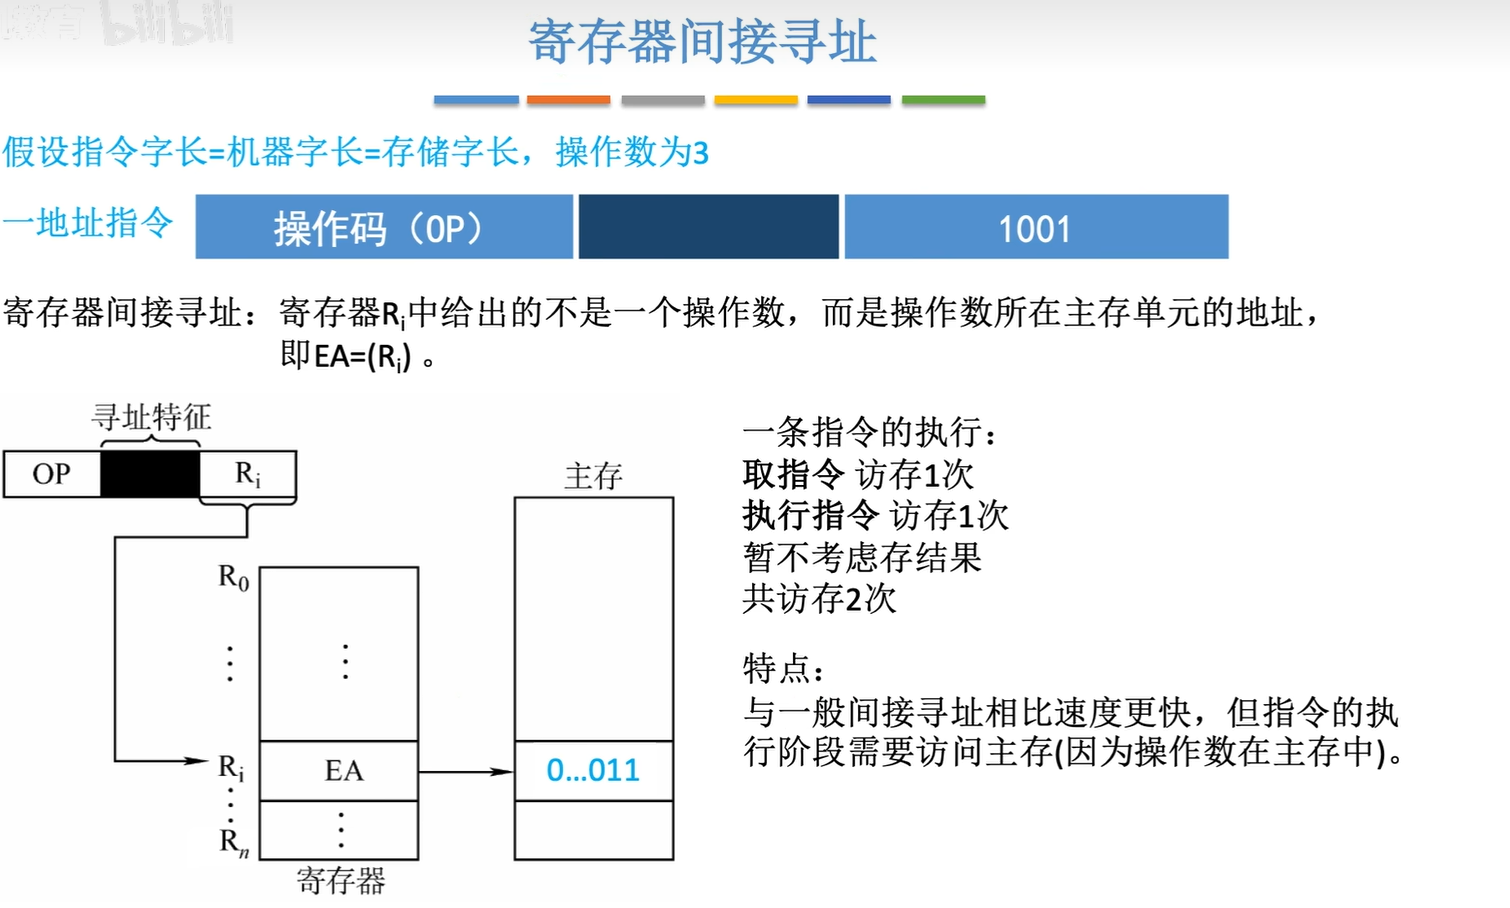 bilibili
寄存器间接寻址
假设指令字长=机器字长=存储字长，操作数为3
一地址指令 操作码（OP） 1001
寄存器间接寻址：寄存器Ri中给出的不是一个操作数，而是操作数所在主存单元的地址，
即EA=(Ri) 。
寻址特征
OP Ri
主存
R0
Ri EA 0...011
Rn
寄存器
一条指令的执行：
取指令 访存1次
执行指令 访存1次
暂不考虑存结果
共访存2次
特点：
与一般间接寻址相比速度更快，但指令的执
行阶段需要访问主存(因为操作数在主存中)。